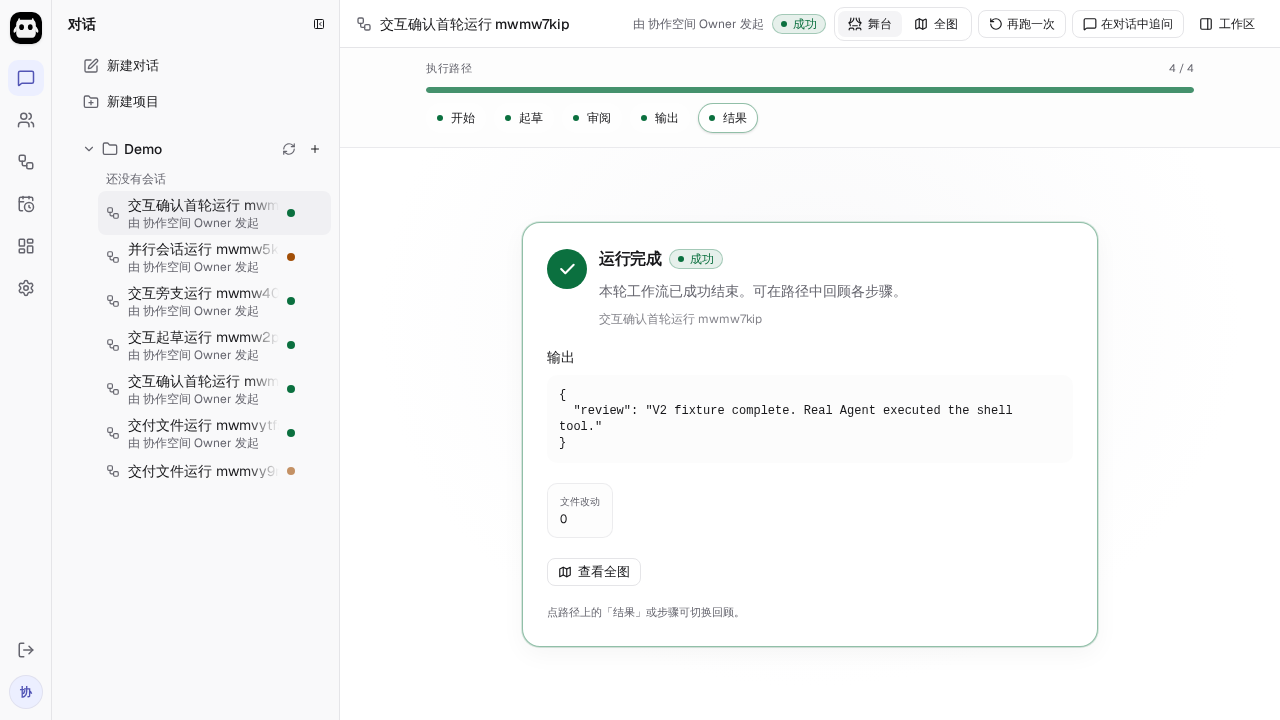 对话
新建对话
新建项目
Demo
还没有会话
交互确认首轮运行 mwm
由 协作空间 Owner 发起
并行会话运行 mwmw5k
由 协作空间 Owner 发起
交互旁支运行 mwmw40
由 协作空间 Owner 发起
交互起草运行 mwmw2p
由 协作空间 Owner 发起
交互确认首轮运行 mwm
由 协作空间 Owner 发起
交付文件运行 mwmvytf
由 协作空间 Owner 发起
交付文件运行 mwmvy9
协
交互确认首轮运行 mwmw7kip 由 协作空间 Owner 发起 成功 舞台 全图 再跑一次 在对话中追问 工作区
执行路径 4 / 4
开始 起草 审阅 输出 结果
运行完成 成功
本轮工作流已成功结束。可在路径中回顾各步骤。
交互确认首轮运行 mwmw7kip
输出
{
"review": "V2 fixture complete. Real Agent executed the shell
tool."
}
文件改动
0
查看全图
点路径上的「结果」或步骤可切换回顾。